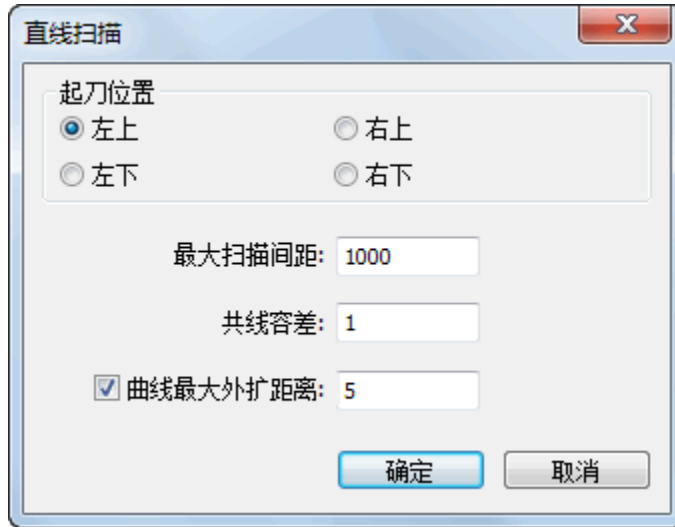 直线扫描
起刀位置
左上 右上
左下 右下
最大扫描间距: 1000
共线容差: 1
曲线最大外扩距离: 5
确定 取消